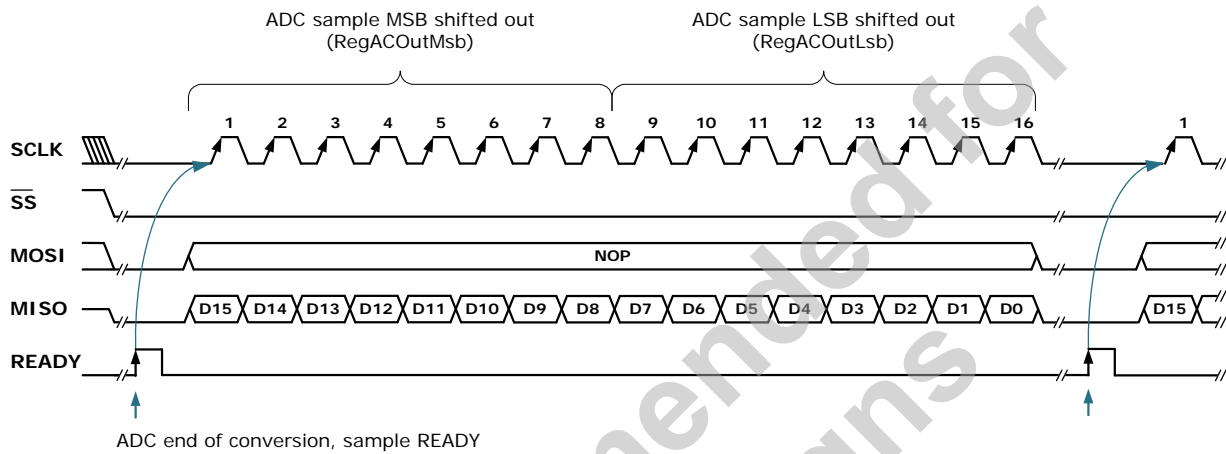 ADC sample MSB shifted out
(RegACOutMsb)
ADC sample LSB shifted out
(RegACOutLsb)
1 2 3 4 5 6 7 8 9 10 11 12 13 14 15 16 1
SCLK
SS
MOSI NOP
MISO D15 D14 D13 D12 D11 D10 D9 D8 D7 D6 D5 D4 D3 D2 D1 D0 D15
READY
ADC end of conversion, sample READY
ended for
gns